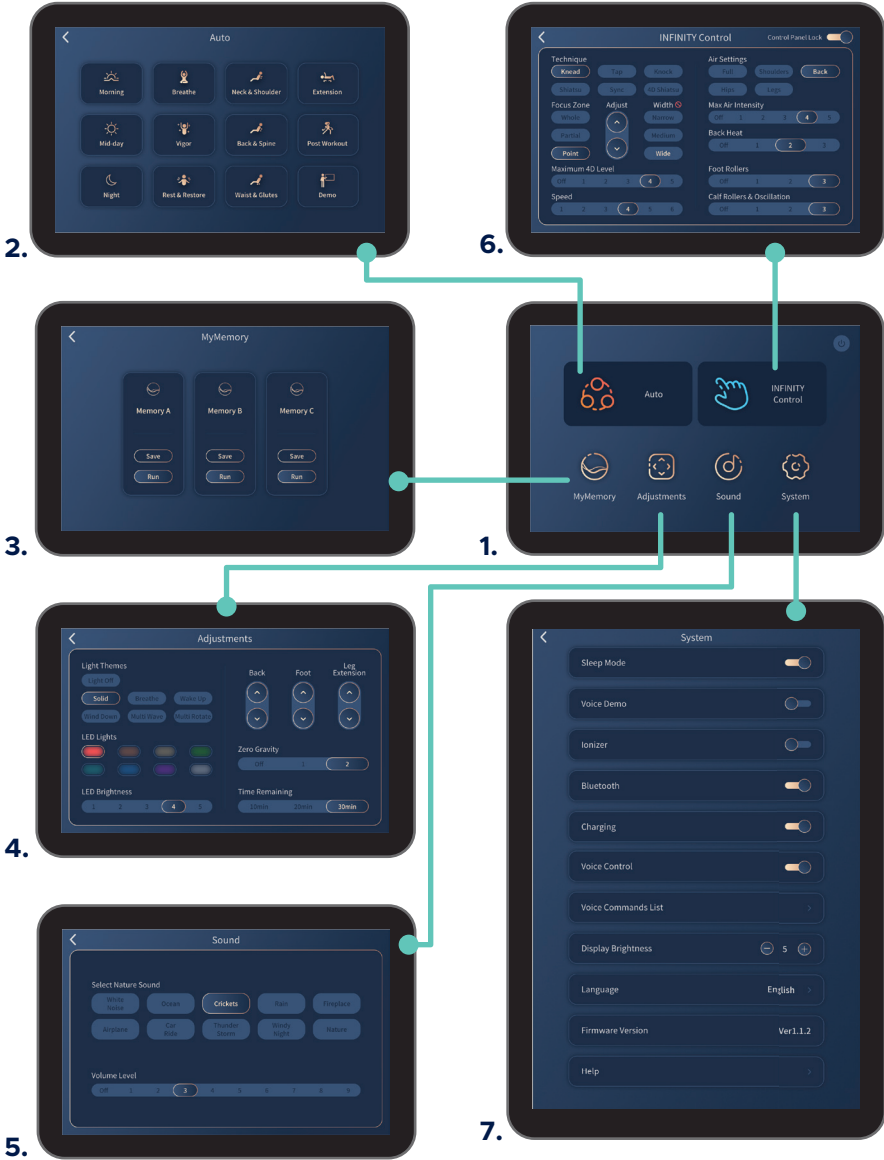 Auto
Morning
Breathe
Neck & Shoulder
Extension
Mid-day
Vigor
Back & Spine
Post Workout
Night
Rest & Restore
Waist & Glutes
Demo
2.
INFINITY Control
Control Panel Lock
Technique
Knead Tap Knock
Shiatsu Sync 4D Shiatsu
Focus Zone Adjust Width
Whole Narrow
Partial Medium
Point Wide
Maximum 4D Level
Off 1 2 3 4 5
Speed
1 2 3 4 5 6
Air Settings
Full Shoulders Back
Hips Legs
Max Air Intensity
Off 1 2 3 4 5
Back Heat
Off 1 2 3
Foot Rollers
Off 1 2 3
Calf Rollers & Oscillation
Off 1 2 3
6.
MyMemory
Memory A
Memory B
Memory C
Save
Save
Save
Run
Run
Run
3.
Auto
INFINITY
Control
MyMemory
Adjustments
Sound
System
1.
Adjustments
Light Themes
Light Off
Solid Breathe Wake Up
Wind Down Multi Wave Multi Rotate
LED Lights
LED Brightness
1 2 3 4 5
Back
Foot
Leg
Extension
Zero Gravity
Off 1 2
Time Remaining
10min 20min 30min
4.
Sound
Select Nature Sound
White
Noise
Ocean
Crickets
Rain
Fireplace
Airplane
Car
Ride
Thunder
Storm
Windy
Night
Nature
Volume Level
Off 1 2 3 4 5 6 7 8 9
5.
System
Sleep Mode
Voice Demo
Ionizer
Bluetooth
Charging
Voice Control
Voice Commands List
Display Brightness 5
Language English
Firmware Version Ver1.1.2
Help
7.